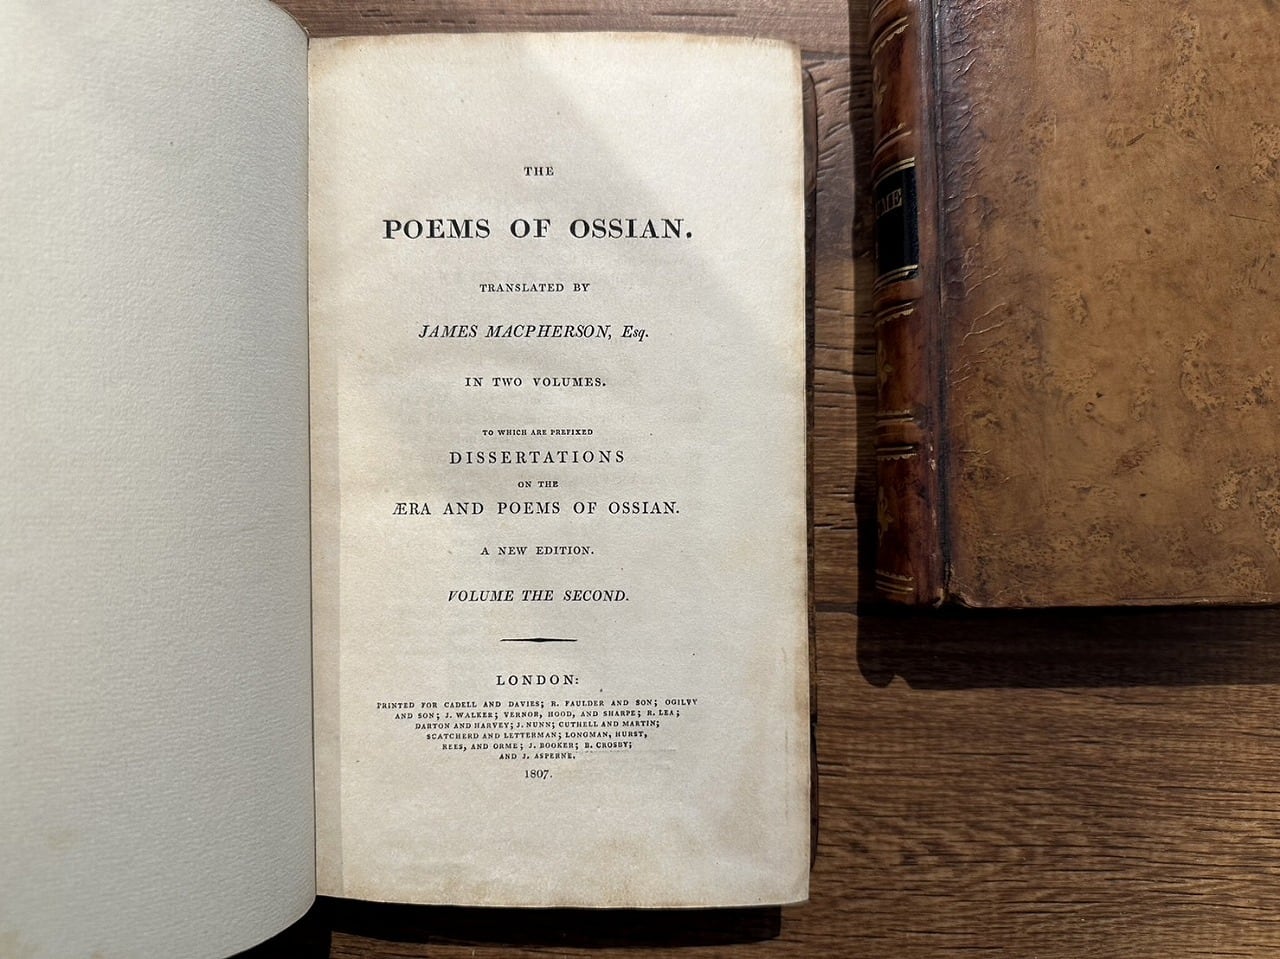 THE
POEMS OF OSSIAN.
TRANSLATED BY
JAMES MACPHERSON, Esq.
IN TWO VOLUMES.
TO WHICH ARE PREFIXED
DISSERTATIONS
ON THE
ÆRA AND POEMS OF OSSIAN.
A NEW EDITION.
VOLUME THE SECOND.
LONDON:
PRINTED FOR CADELL AND DAVIES; R. FAULDER AND SON; OGILVY
AND SON; J. WALKER; VERNOR, HOOD, AND SHARPE; R. LEA;
DARTON AND HARVEY; J. NUNN; CUTHELL AND MARTIN;
SCATCHERD AND LETTERMAN; LONGMAN, HURST,
REES, AND ORME; J. BOOKER; B. CROSBY;
AND J. ASPERNE.
1807.